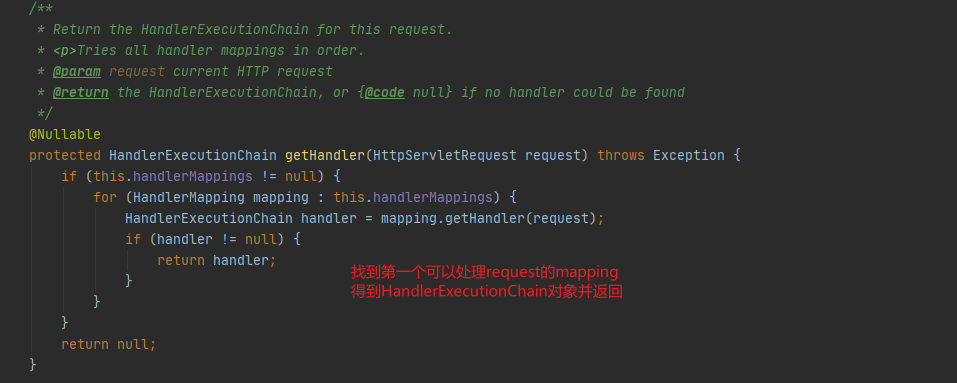 /**
 * Return the HandlerExecutionChain for this request.
 * <p>Tries all handler mappings in order.
 * @param request current HTTP request
 * @return the HandlerExecutionChain, or {@code null} if no handler could be found
 */
@Nullable
protected HandlerExecutionChain getHandler(HttpServletRequest request) throws Exception {
    if (this.handlerMappings != null) {
        for (HandlerMapping mapping : this.handlerMappings) {
            HandlerExecutionChain handler = mapping.getHandler(request);
            if (handler != null) {
                return handler;
            }
        }
    }
    return null;
}
找到第一个可以处理request的mapping
得到HandlerExecutionChain对象并返回